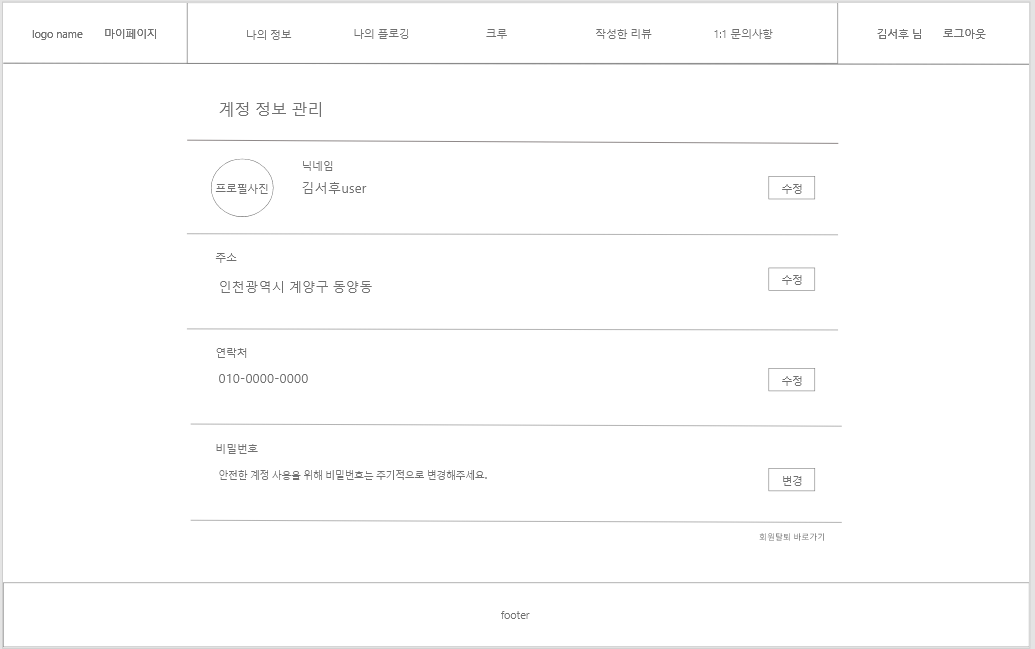 logo name 마이페이지 나의 정보 나의 플로깅 크루 작성한 리뷰 1:1 문의사항 김서후 님 로그아웃
계정 정보 관리
닉네임
프로필사진 김서후user 수정
주소
인천광역시 계양구 동양동 수정
연락처
010-0000-0000 수정
비밀번호
안전한 계정 사용을 위해 비밀번호는 주기적으로 변경해주세요. 변경
회원탈퇴 바로가기
footer